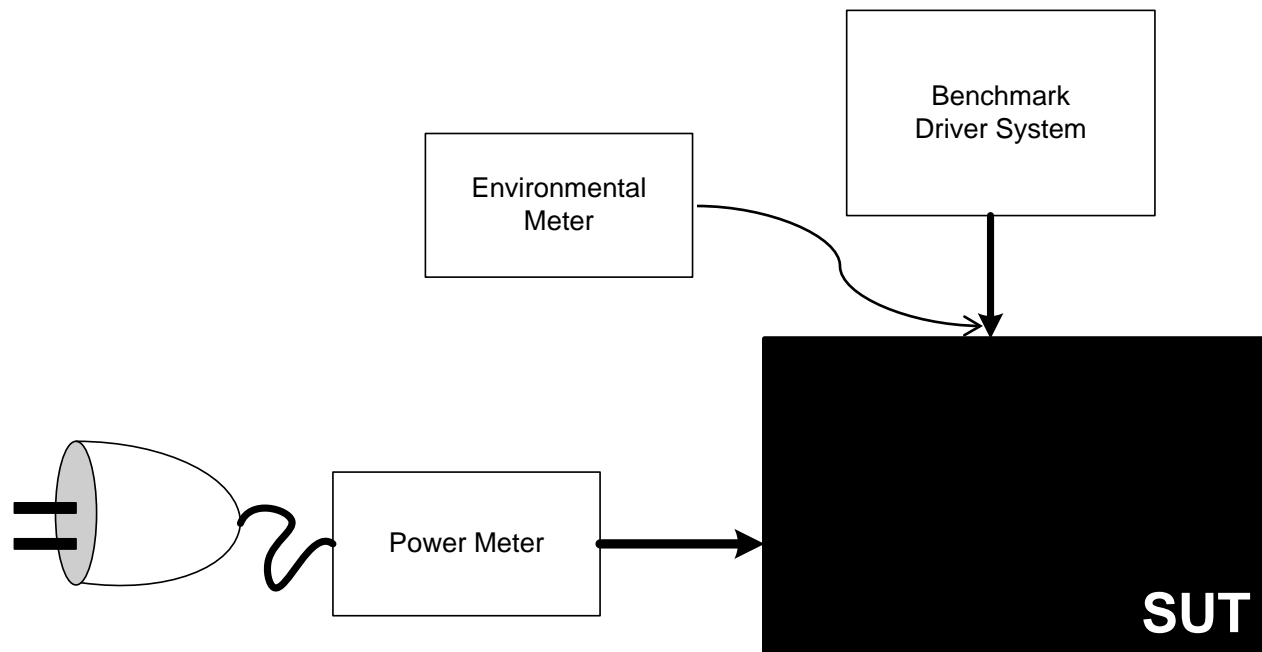 Benchmark
Driver System
Environmental
Meter
Power Meter
SUT